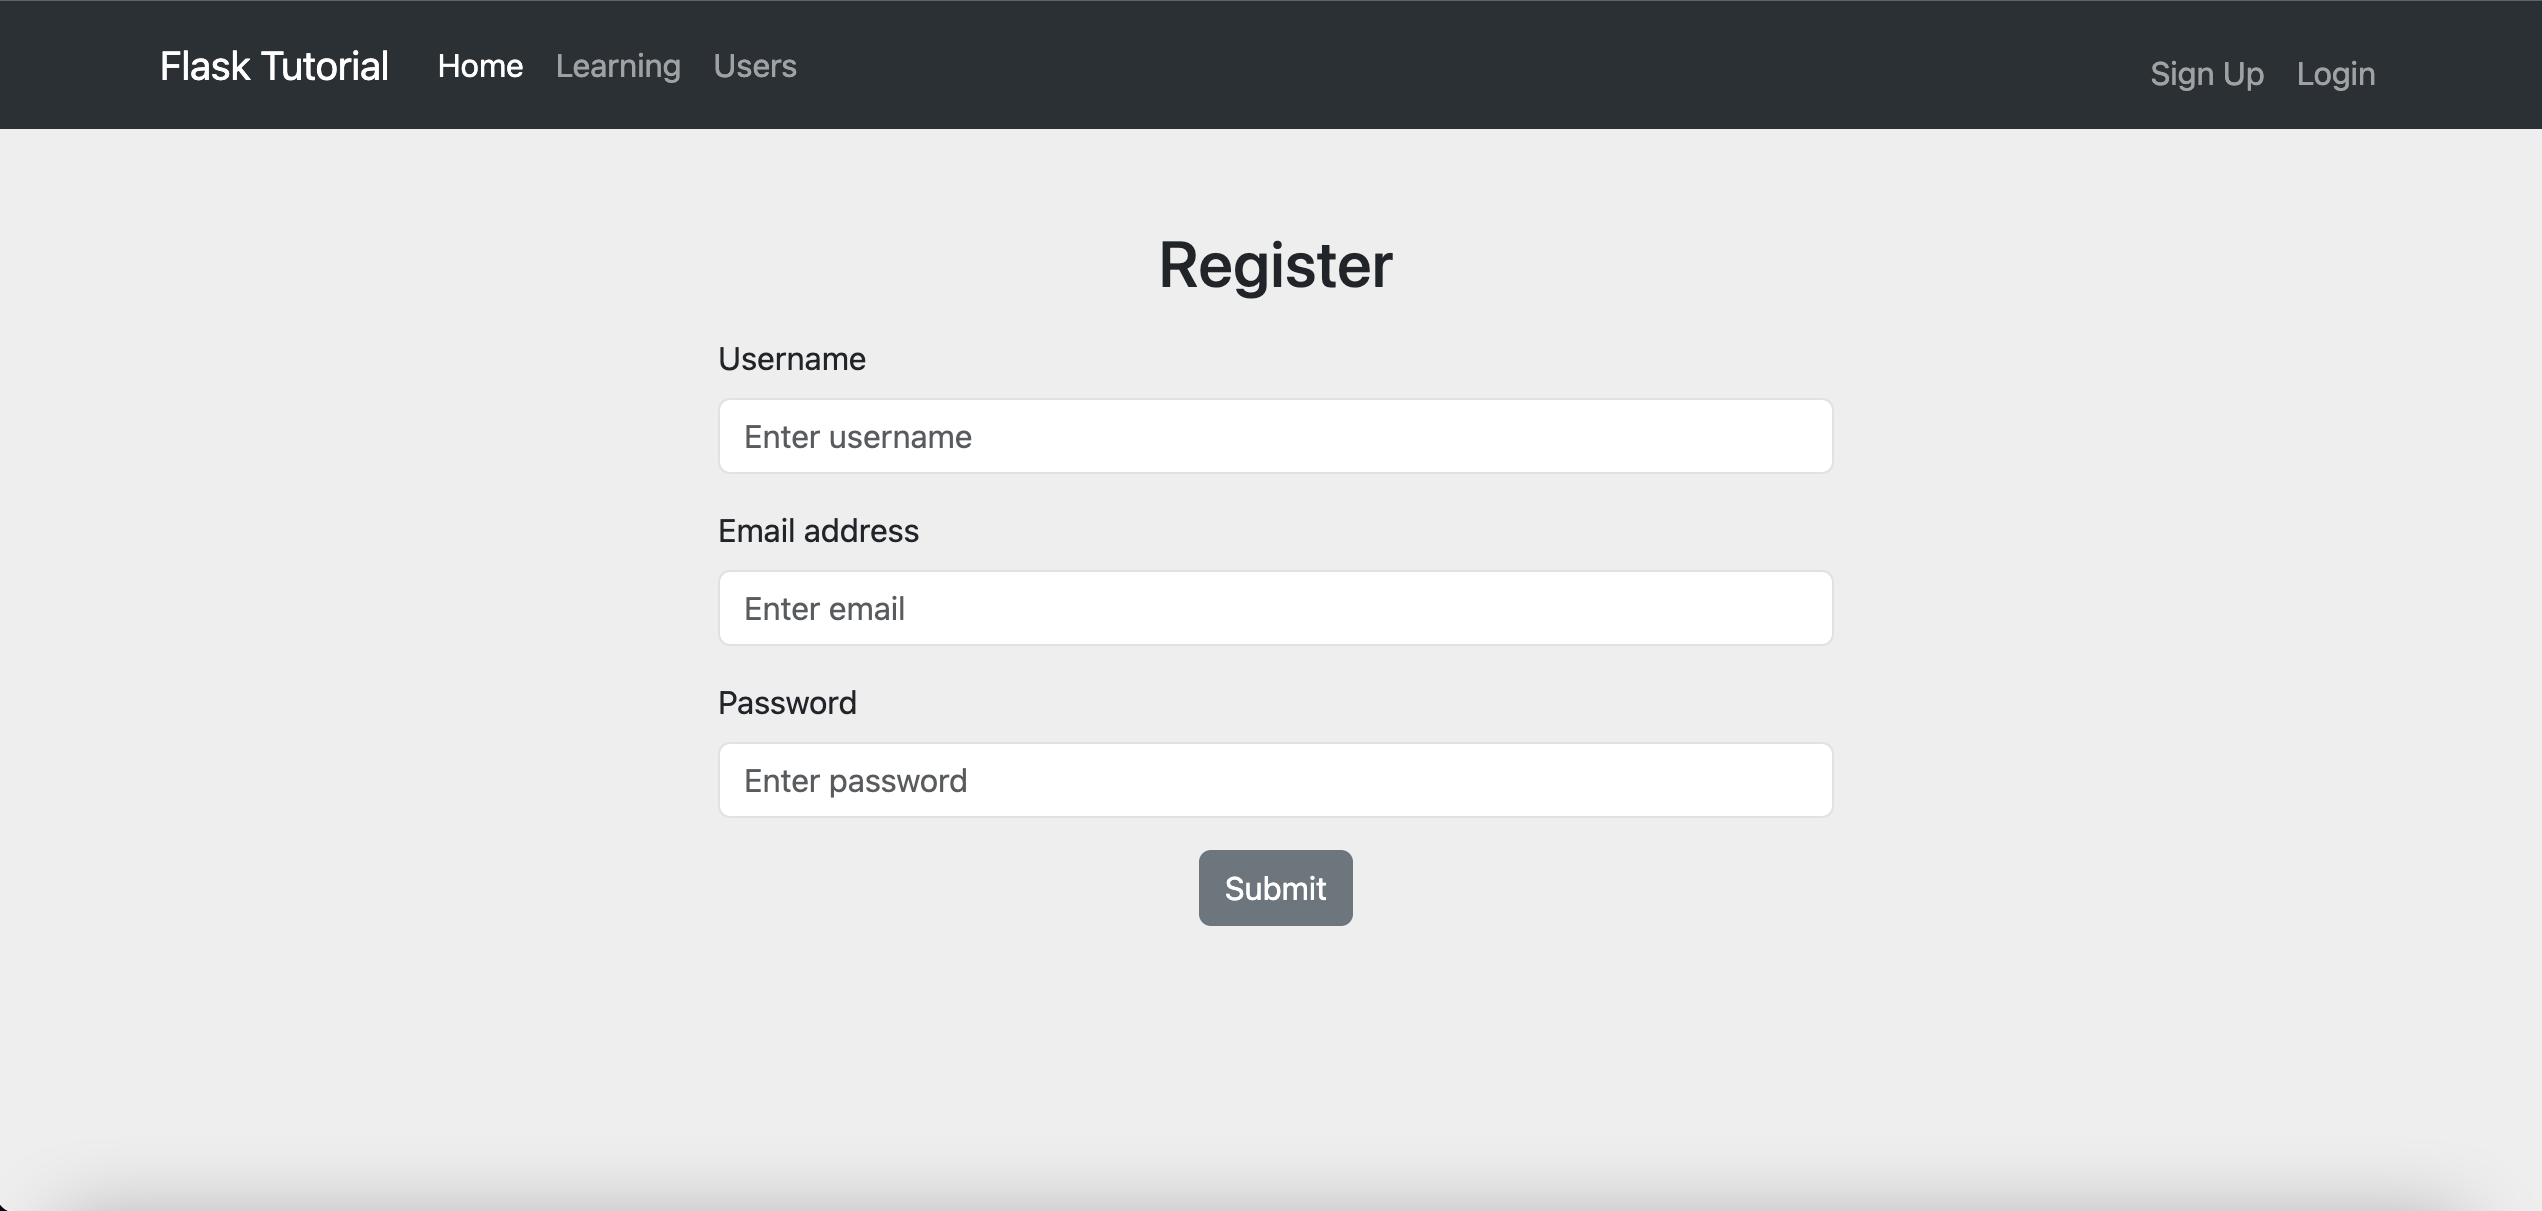 Flask Tutorial Home Learning Users Sign Up Login
Register
Username
Enter username
Email address
Enter email
Password
Enter password
Submit